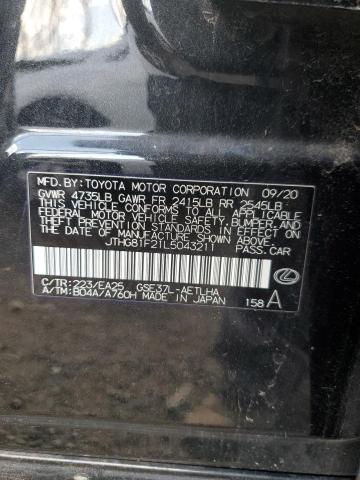 MFD. BY: TOYOTA MOTOR CORPORATION 09/20
GVWR 4735LB GAWR FR 2415LB RR 2545LB
THIS VEHICLE CONFORMS TO ALL APPLICABLE
FEDERAL MOTOR VEHICLE SAFETY, BUMPER, AND
THEFT PREVENTION STANDARDS IN EFFECT ON
THE DATE OF MANUFACTURE SHOWN ABOVE.
JTHG81F21L5043211 PASS.CAR
C/TR: 223/EA25 GSE37L-AETLHA
A/TM: B04A/A760H MADE IN JAPAN 158 A